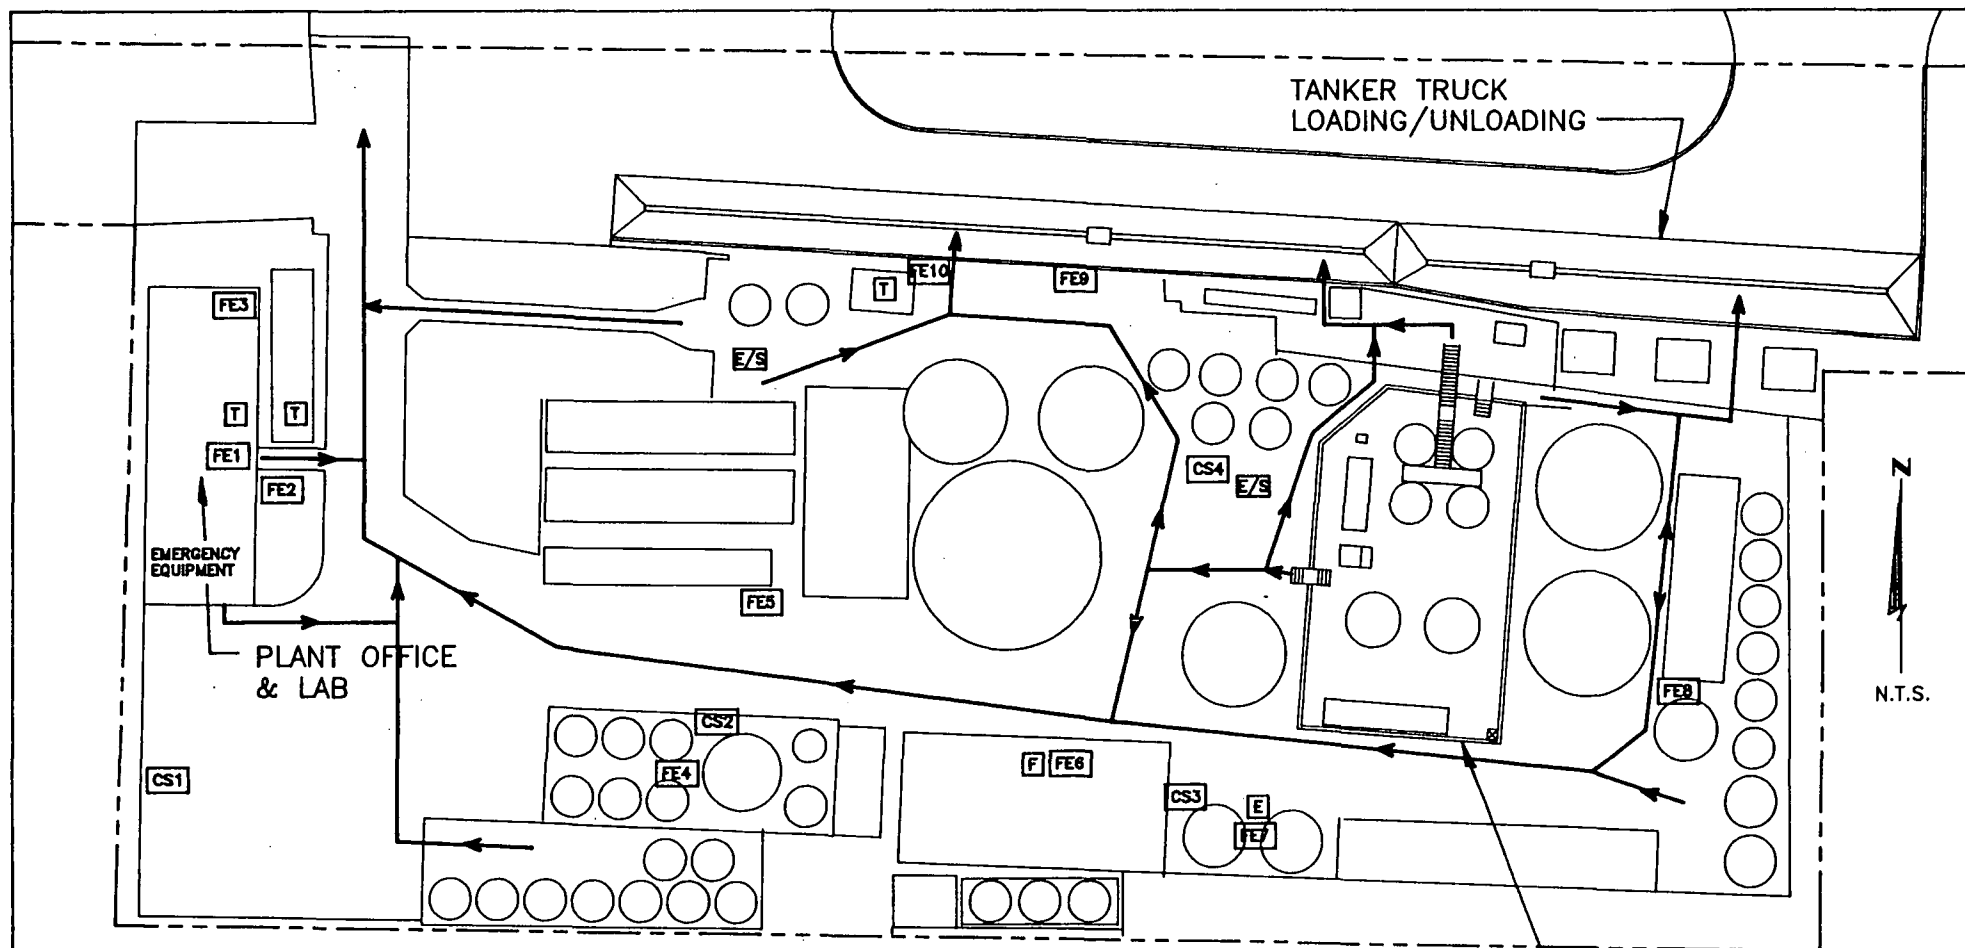 TANKER TRUCK
LOADING/UNLOADING
FE10
FE9
T
FE3
E/S
T
T
FE1
FE2
CS4
E/S
N
EMERGENCY
EQUIPMENT
FE5
PLANT OFFICE
& LAB
FE8
N.T.S.
CS2
FE4
F
FE6
CS1
CS3
E
FE7